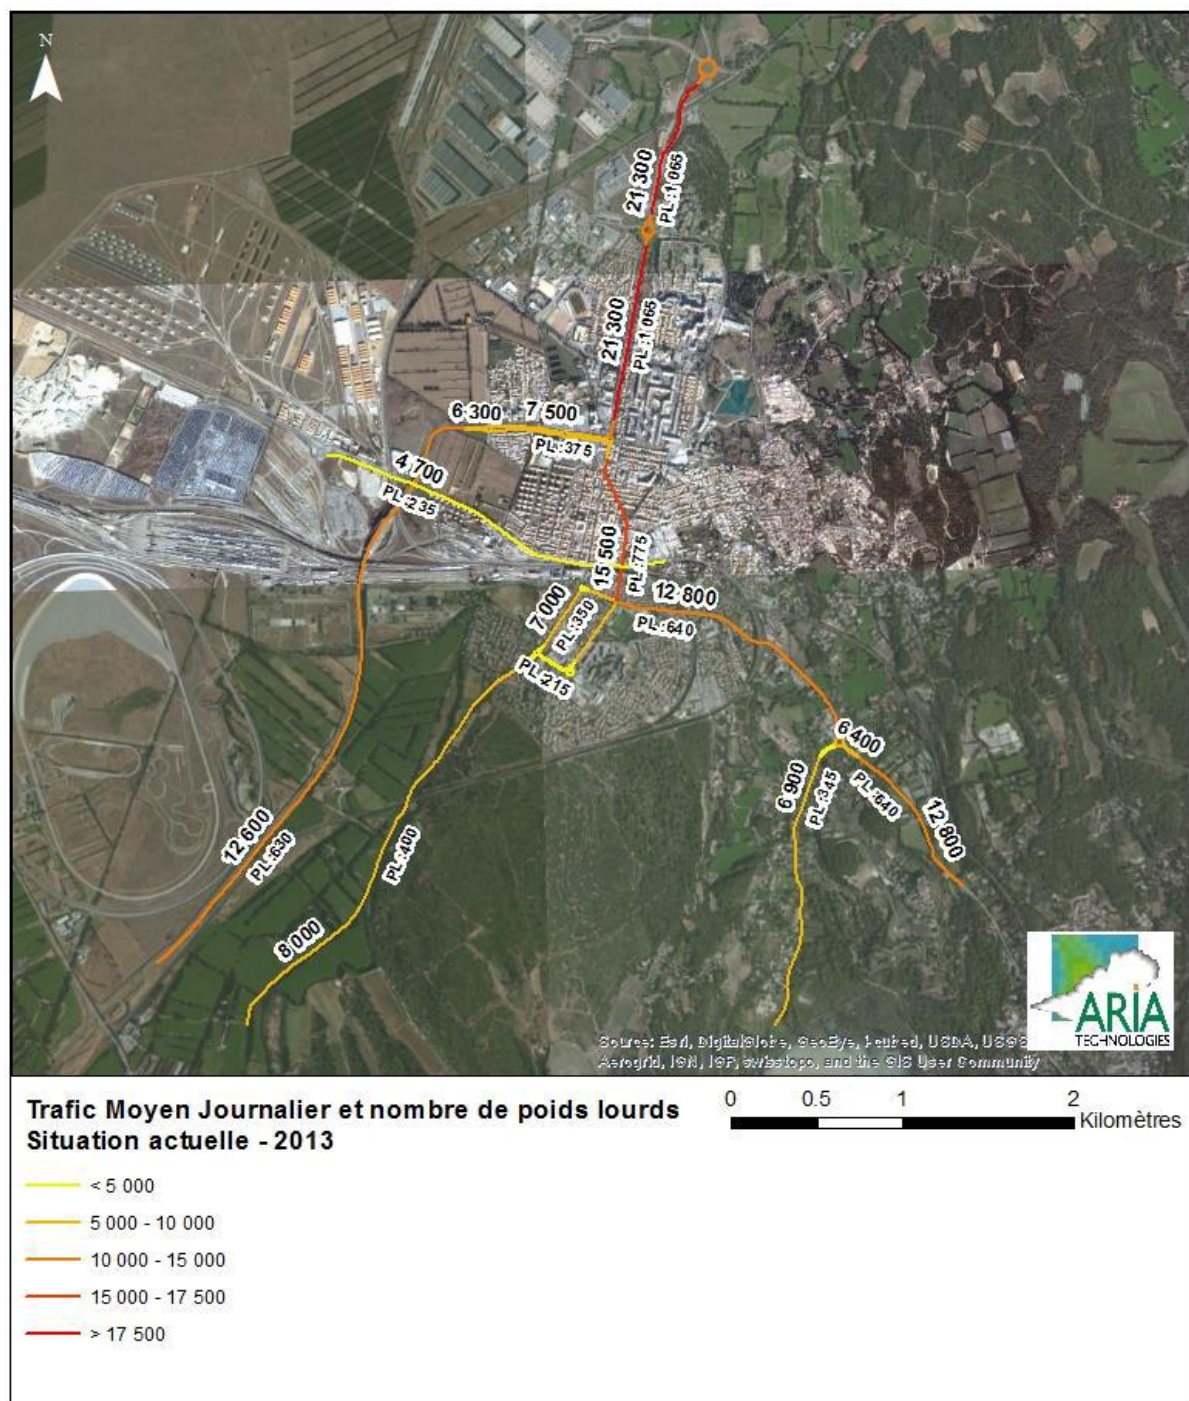 N
21 300
PL :1 065
21 300
PL :1 065
6 300
7 500
PL :375
4 700
PL :235
15 500
PL :775
12 800
PL :640
7 000
PL :350
PL :215
6 400
PL :640
6 900
PL :345
12 800
12 600
PL :630
PL :400
8 000
ARIA
TECHNOLOGIES
Source: Esri, DigitalGlobe, GeoEye, i-cubed, USDA, USGS
Aerogrid, IGN, IGP, swisstopo, and the GIS User Community
Trafic Moyen Journalier et nombre de poids lourds
Situation actuelle - 2013
0 0.5 1 2
Kilomètres
< 5 000
5 000 - 10 000
10 000 - 15 000
15 000 - 17 500
> 17 500